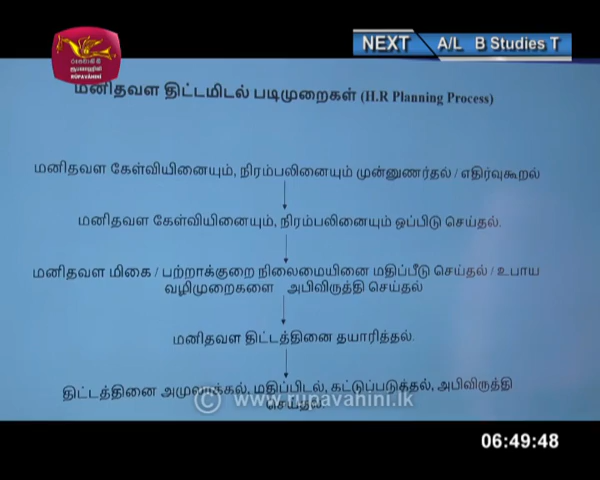 NEXT A/L B Studies T
RUPAVAHINI
மனிதவள திட்டமிடல் படிமுறைகள் (H.R Planning Process)
மனிதவள கேள்வியினையும், நிரம்பலினையும் முன்னுணர்தல் / எதிர்வுகூறல்
மனிதவள கேள்வியினையும், நிரம்பலினையும் ஒப்பிடு செய்தல்.
மனிதவள மிகை / பற்றாக்குறை நிலைமையினை மதிப்பீடு செய்தல் / உபாய
வழிமுறைகளை அபிவிருத்தி செய்தல்
மனிதவள திட்டத்தினை தயாரித்தல்.
திட்டத்தினை அமுலாக்கல், மதிப்பிடல், கட்டுப்படுத்தல், அபிவிருத்தி
செய்தல்.
© www.rupavahini.lk
06:49:48